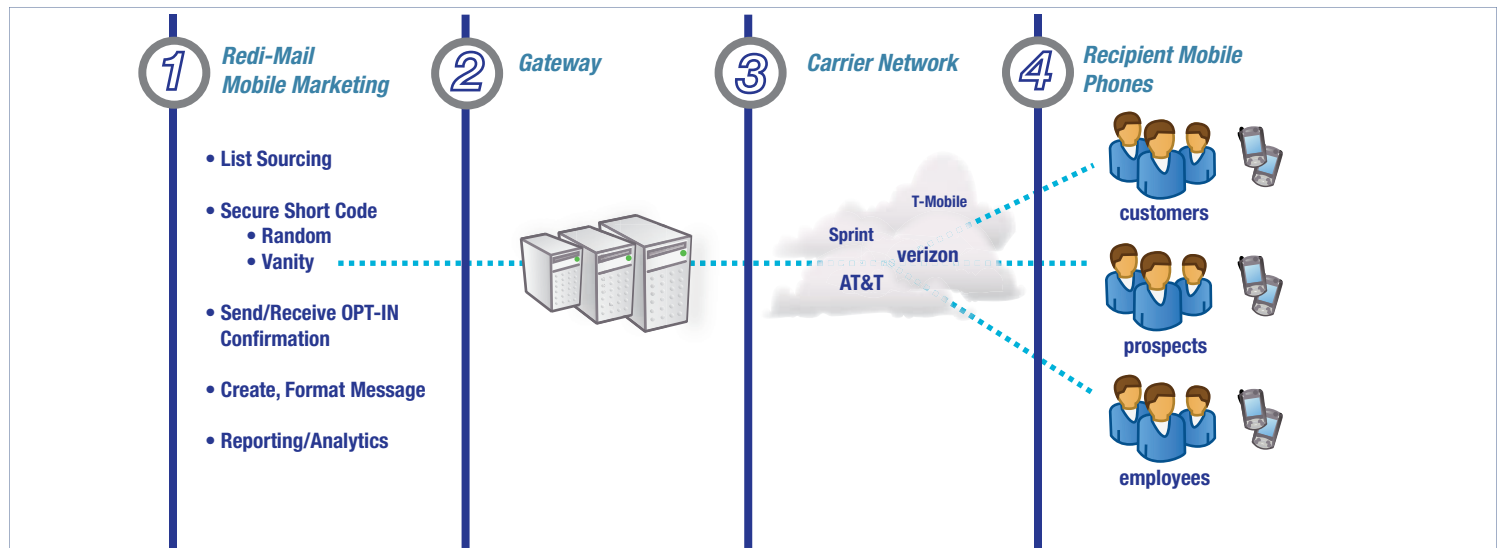 1
Redi-Mail
Mobile Marketing
• List Sourcing
• Secure Short Code
• Random
• Vanity
• Send/Receive OPT-IN
Confirmation
• Create, Format Message
• Reporting/Analytics
2
Gateway
3
Carrier Network
T-Mobile
Sprint
verizon
AT&T
4
Recipient Mobile
Phones
customers
prospects
employees